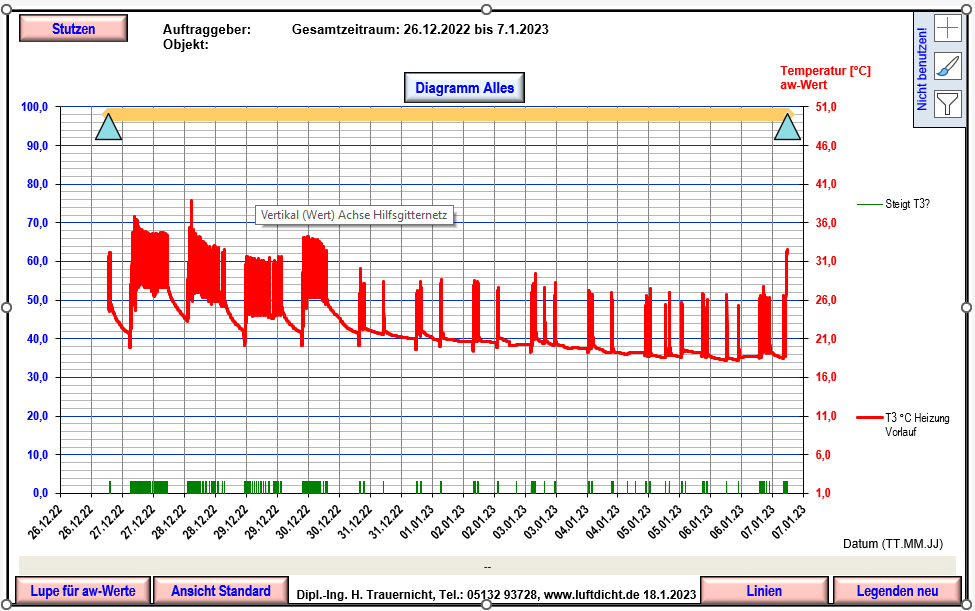 Stutzen
Auftraggeber:
Gesamtzeitraum: 26.12.2022 bis 7.1.2023
Objekt:
Nicht benutzen!
Diagramm Alles
Temperatur [°C]
aw-Wert
100,0
90,0
80,0
70,0
60,0
50,0
40,0
30,0
20,0
10,0
0,0
51,0
46,0
41,0
36,0
31,0
26,0
21,0
16,0
11,0
6,0
1,0
Vertikal (Wert) Achse Hilfsgitternetz
Steigt T3?
T3 °C Heizung
Vorlauf
26.12.22
26.12.22
27.12.22
27.12.22
28.12.22
28.12.22
29.12.22
29.12.22
30.12.22
30.12.22
31.12.22
31.12.22
01.01.23
01.01.23
02.01.23
02.01.23
03.01.23
03.01.23
04.01.23
04.01.23
05.01.23
05.01.23
06.01.23
06.01.23
07.01.23
07.01.23
Datum (TT.MM.JJ)
--
Lupe für aw-Werte
Ansicht Standard
Dipl.-Ing. H. Trauernicht, Tel.: 05132 93728, www.luftdicht.de 18.1.2023
Linien
Legenden neu